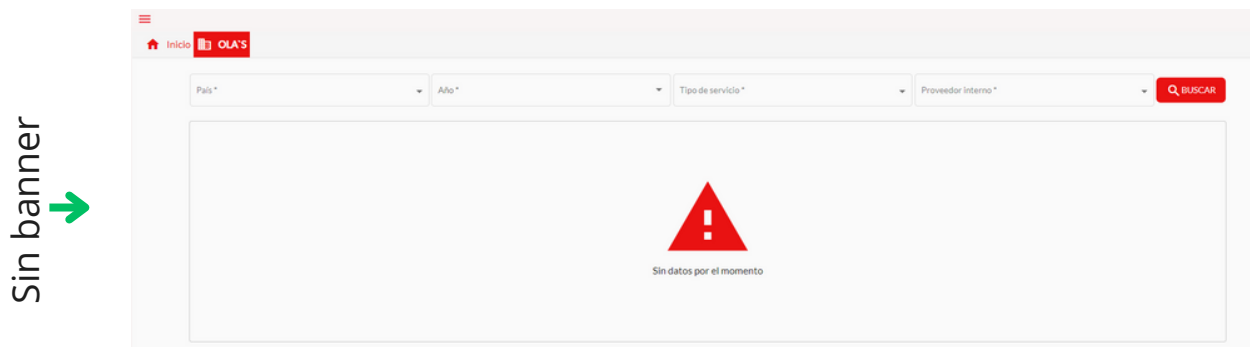 Sin banner
Inicio
OLA'S
País *
Año *
Tipo de servicio *
Proveedor interno *
BUSCAR
Sin datos por el momento